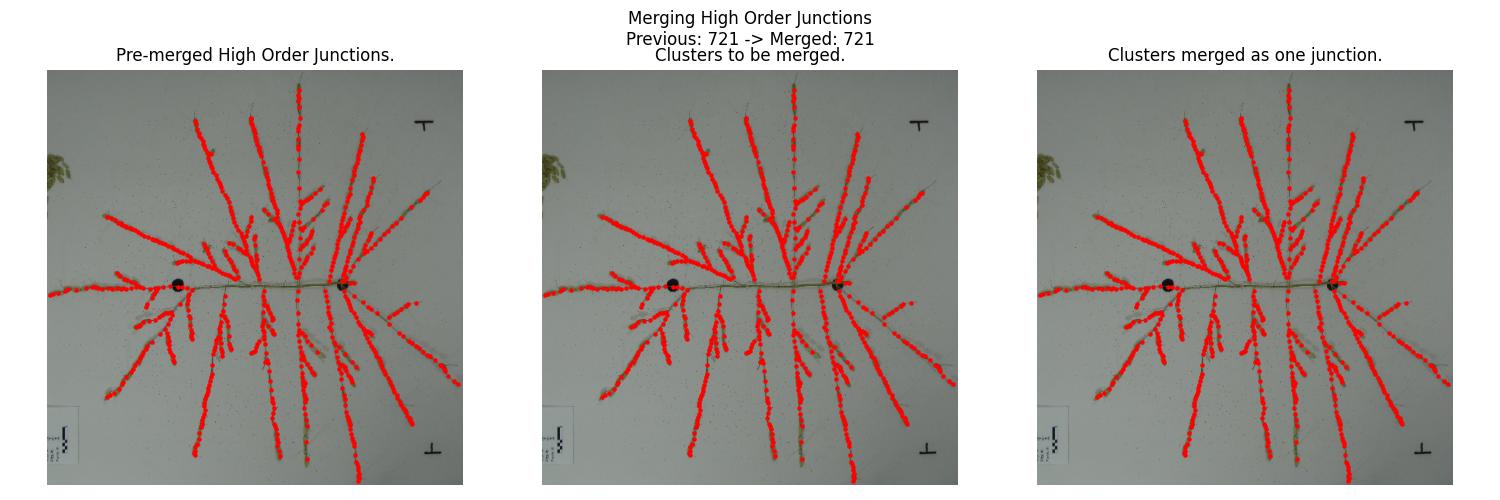 Merging High Order Junctions
Previous: 721 -> Merged: 721
Pre-merged High Order Junctions.
Clusters to be merged.
Clusters merged as one junction.